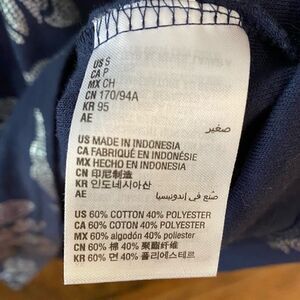 US S
CA P
MX CH
CN 170/94A
KR 95
AE
صغير
US MADE IN INDONESIA
CA FABRIQUÉ EN INDONÉSIE
MX HECHO EN INDONESIA
CN 印尼制造
KR 인도네시아산
AE صنع في إندونيسيا
US 60% COTTON 40% POLYESTER
CA 60% COTON 40% POLYESTER
MX 60% algodón 40% poliester
CN 60% 棉 40% 聚酯纤维
KR 60% 면 40% 폴리에스테르